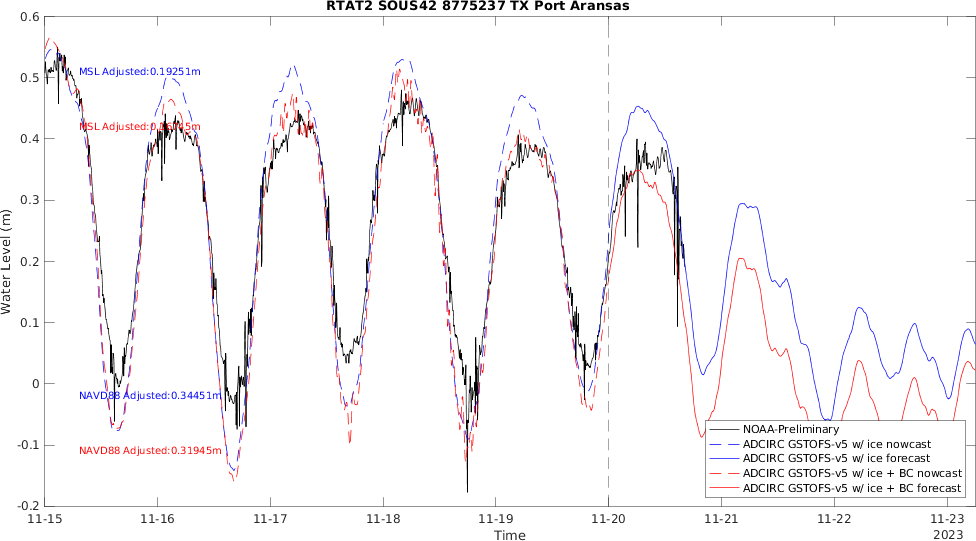 RTAT2 SOUS42 8775237 TX Port Aransas
0.6
0.5
0.4
0.3
0.2
0.1
0
-0.1
-0.2
Water Level (m)
MSL Adjusted:0.19251m
MSL Adjusted:
NAVD88 Adjusted:0.34451m
NAVD88 Adjusted:0.31945m
NOAA-Preliminary
ADCIRC GSTOFS-v5 w/ ice nowcast
ADCIRC GSTOFS-v5 w/ ice forecast
ADCIRC GSTOFS-v5 w/ ice + BC nowcast
ADCIRC GSTOFS-v5 w/ ice + BC forecast
11-15 11-16 11-17 11-18 11-19 11-20 11-21 11-22 11-23
Time
2023